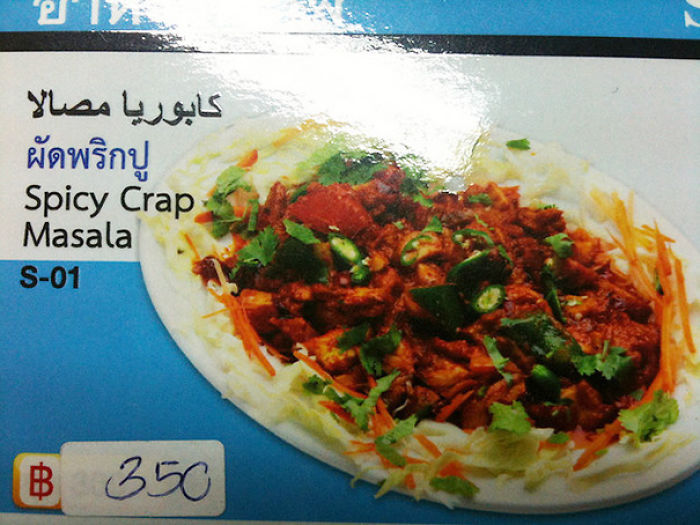 كابوريا مصالا
ผัดพริกปู
Spicy Crap
Masala
S-01
฿ 350